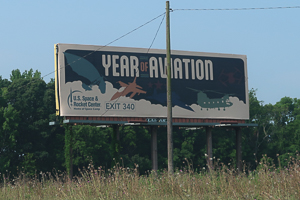 YEAR OF AVIATION
U.S. Space &
Rocket Center
EXIT 340